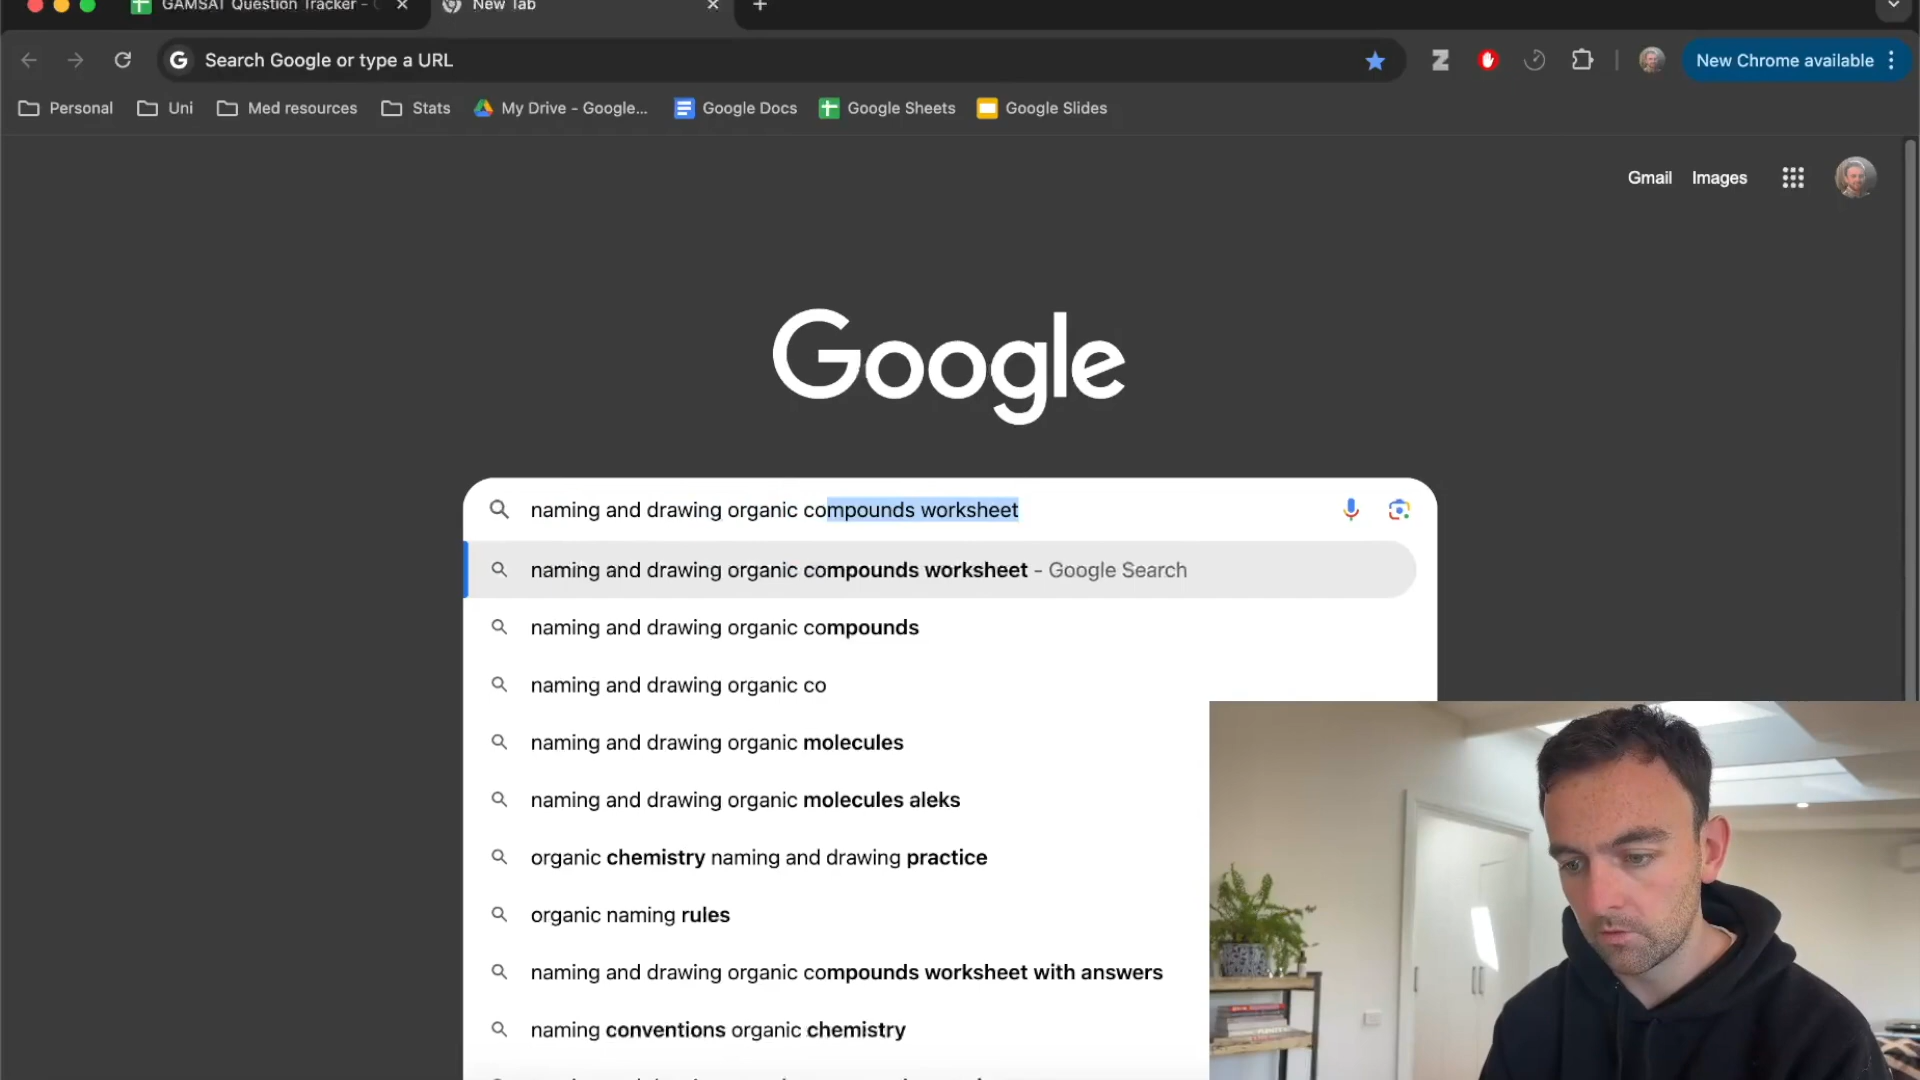 GAMSAT Question Tracker -
New Tab
Search Google or type a URL
New Chrome available
Personal
Uni
Med resources
Stats
My Drive - Google...
Google Docs
Google Sheets
Google Slides
Gmail
Images
Google
naming and drawing organic compounds worksheet
naming and drawing organic compounds worksheet - Google Search
naming and drawing organic compounds
naming and drawing organic co
naming and drawing organic molecules
naming and drawing organic molecules aleks
organic chemistry naming and drawing practice
organic naming rules
naming and drawing organic compounds worksheet with answers
naming conventions organic chemistry